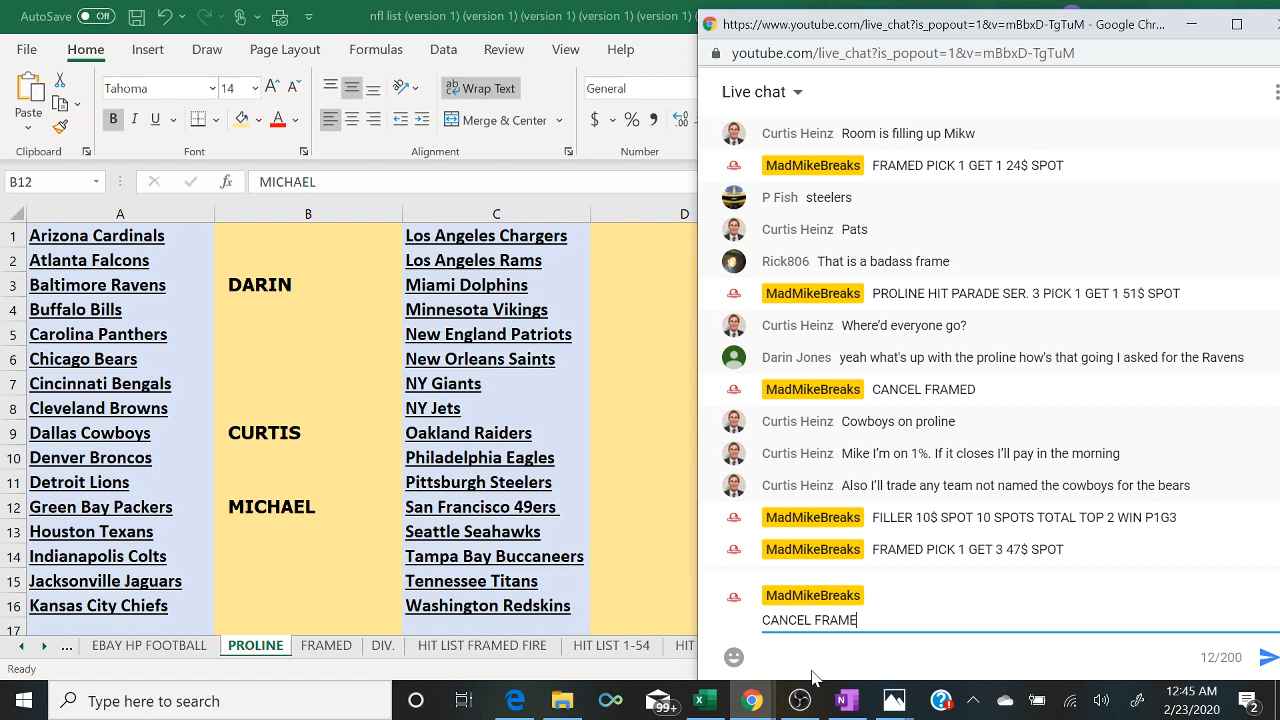 AutoSave Off
nfl list (version 1) (version 1) (version 1) (version 1)
https://www.youtube.com/live_chat?is_popout=1&v=mBbxD-TgTuM - Google Chr...
File Home Insert Draw Page Layout Formulas Data Review View Help
youtube.com/live_chat?is_popout=1&v=mBbxD-TgTuM
Paste
Tahoma 14
B I U
ab Wrap Text
Merge & Center
General
$ %
Clipboard Font Alignment Number
B12 fx MICHAEL
A B C D
1 Arizona Cardinals Los Angeles Chargers
2 Atlanta Falcons Los Angeles Rams
3 Baltimore Ravens DARIN Miami Dolphins
4 Buffalo Bills Minnesota Vikings
5 Carolina Panthers New England Patriots
6 Chicago Bears New Orleans Saints
7 Cincinnati Bengals NY Giants
8 Cleveland Browns NY Jets
9 Dallas Cowboys CURTIS Oakland Raiders
10 Denver Broncos Philadelphia Eagles
11 Detroit Lions Pittsburgh Steelers
12 Green Bay Packers MICHAEL San Francisco 49ers
13 Houston Texans Seattle Seahawks
14 Indianapolis Colts Tampa Bay Buccaneers
15 Jacksonville Jaguars Tennessee Titans
16 Kansas City Chiefs Washington Redskins
17
... EBAY HP FOOTBALL PROLINE FRAMED DIV. HIT LIST FRAMED FIRE HIT LIST 1-54 HIT
Ready
Live chat
Curtis Heinz Room is filling up Mikw
MadMikeBreaks FRAMED PICK 1 GET 1 24$ SPOT
P Fish steelers
Curtis Heinz Pats
Rick806 That is a badass frame
MadMikeBreaks PROLINE HIT PARADE SER. 3 PICK 1 GET 1 51$ SPOT
Curtis Heinz Where'd everyone go?
Darin Jones yeah what's up with the proline how's that going I asked for the Ravens
MadMikeBreaks CANCEL FRAMED
Curtis Heinz Cowboys on proline
Curtis Heinz Mike I'm on 1%. If it closes I'll pay in the morning
Curtis Heinz Also I'll trade any team not named the cowboys for the bears
MadMikeBreaks FILLER 10$ SPOT 10 SPOTS TOTAL TOP 2 WIN P1G3
MadMikeBreaks FRAMED PICK 1 GET 3 47$ SPOT
MadMikeBreaks
CANCEL FRAME
12/200
Type here to search
99+
12:45 AM
2/23/2020
2